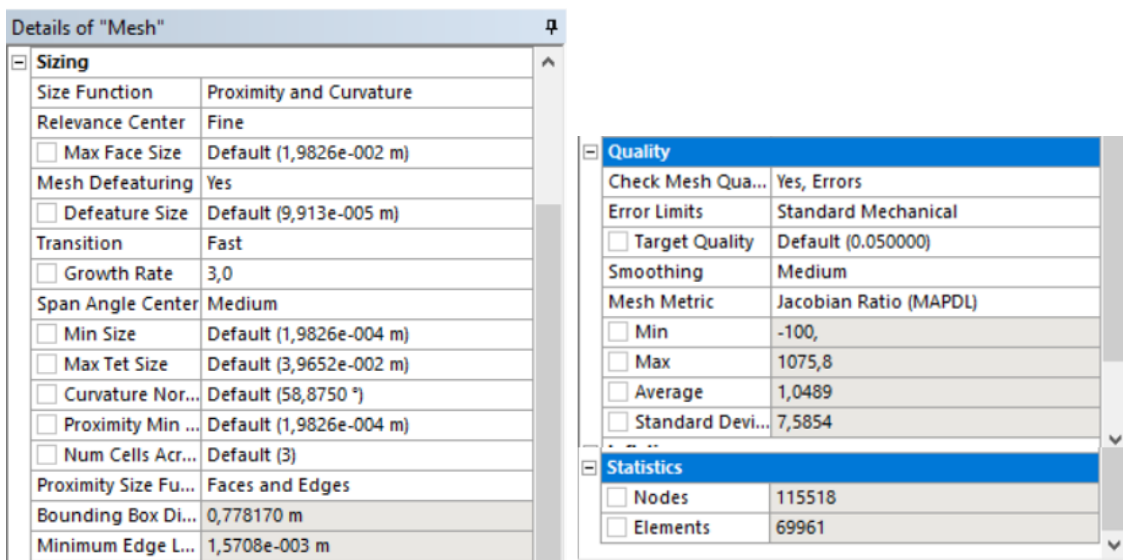 Details of "Mesh"
Sizing
Size Function Proximity and Curvature
Relevance Center Fine
Max Face Size Default (1,9826e-002 m)
Mesh Defeaturing Yes
Defeature Size Default (9,913e-005 m)
Transition Fast
Growth Rate 3,0
Span Angle Center Medium
Min Size Default (1,9826e-004 m)
Max Tet Size Default (3,9652e-002 m)
Curvature Nor... Default (58,8750 °)
Proximity Min ... Default (1,9826e-004 m)
Num Cells Acr... Default (3)
Proximity Size Fu... Faces and Edges
Bounding Box Di... 0,778170 m
Minimum Edge L... 1,5708e-003 m
Quality
Check Mesh Qua... Yes, Errors
Error Limits Standard Mechanical
Target Quality Default (0.050000)
Smoothing Medium
Mesh Metric Jacobian Ratio (MAPDL)
Min -100,
Max 1075,8
Average 1,0489
Standard Devi... 7,5854
Statistics
Nodes 115518
Elements 69961